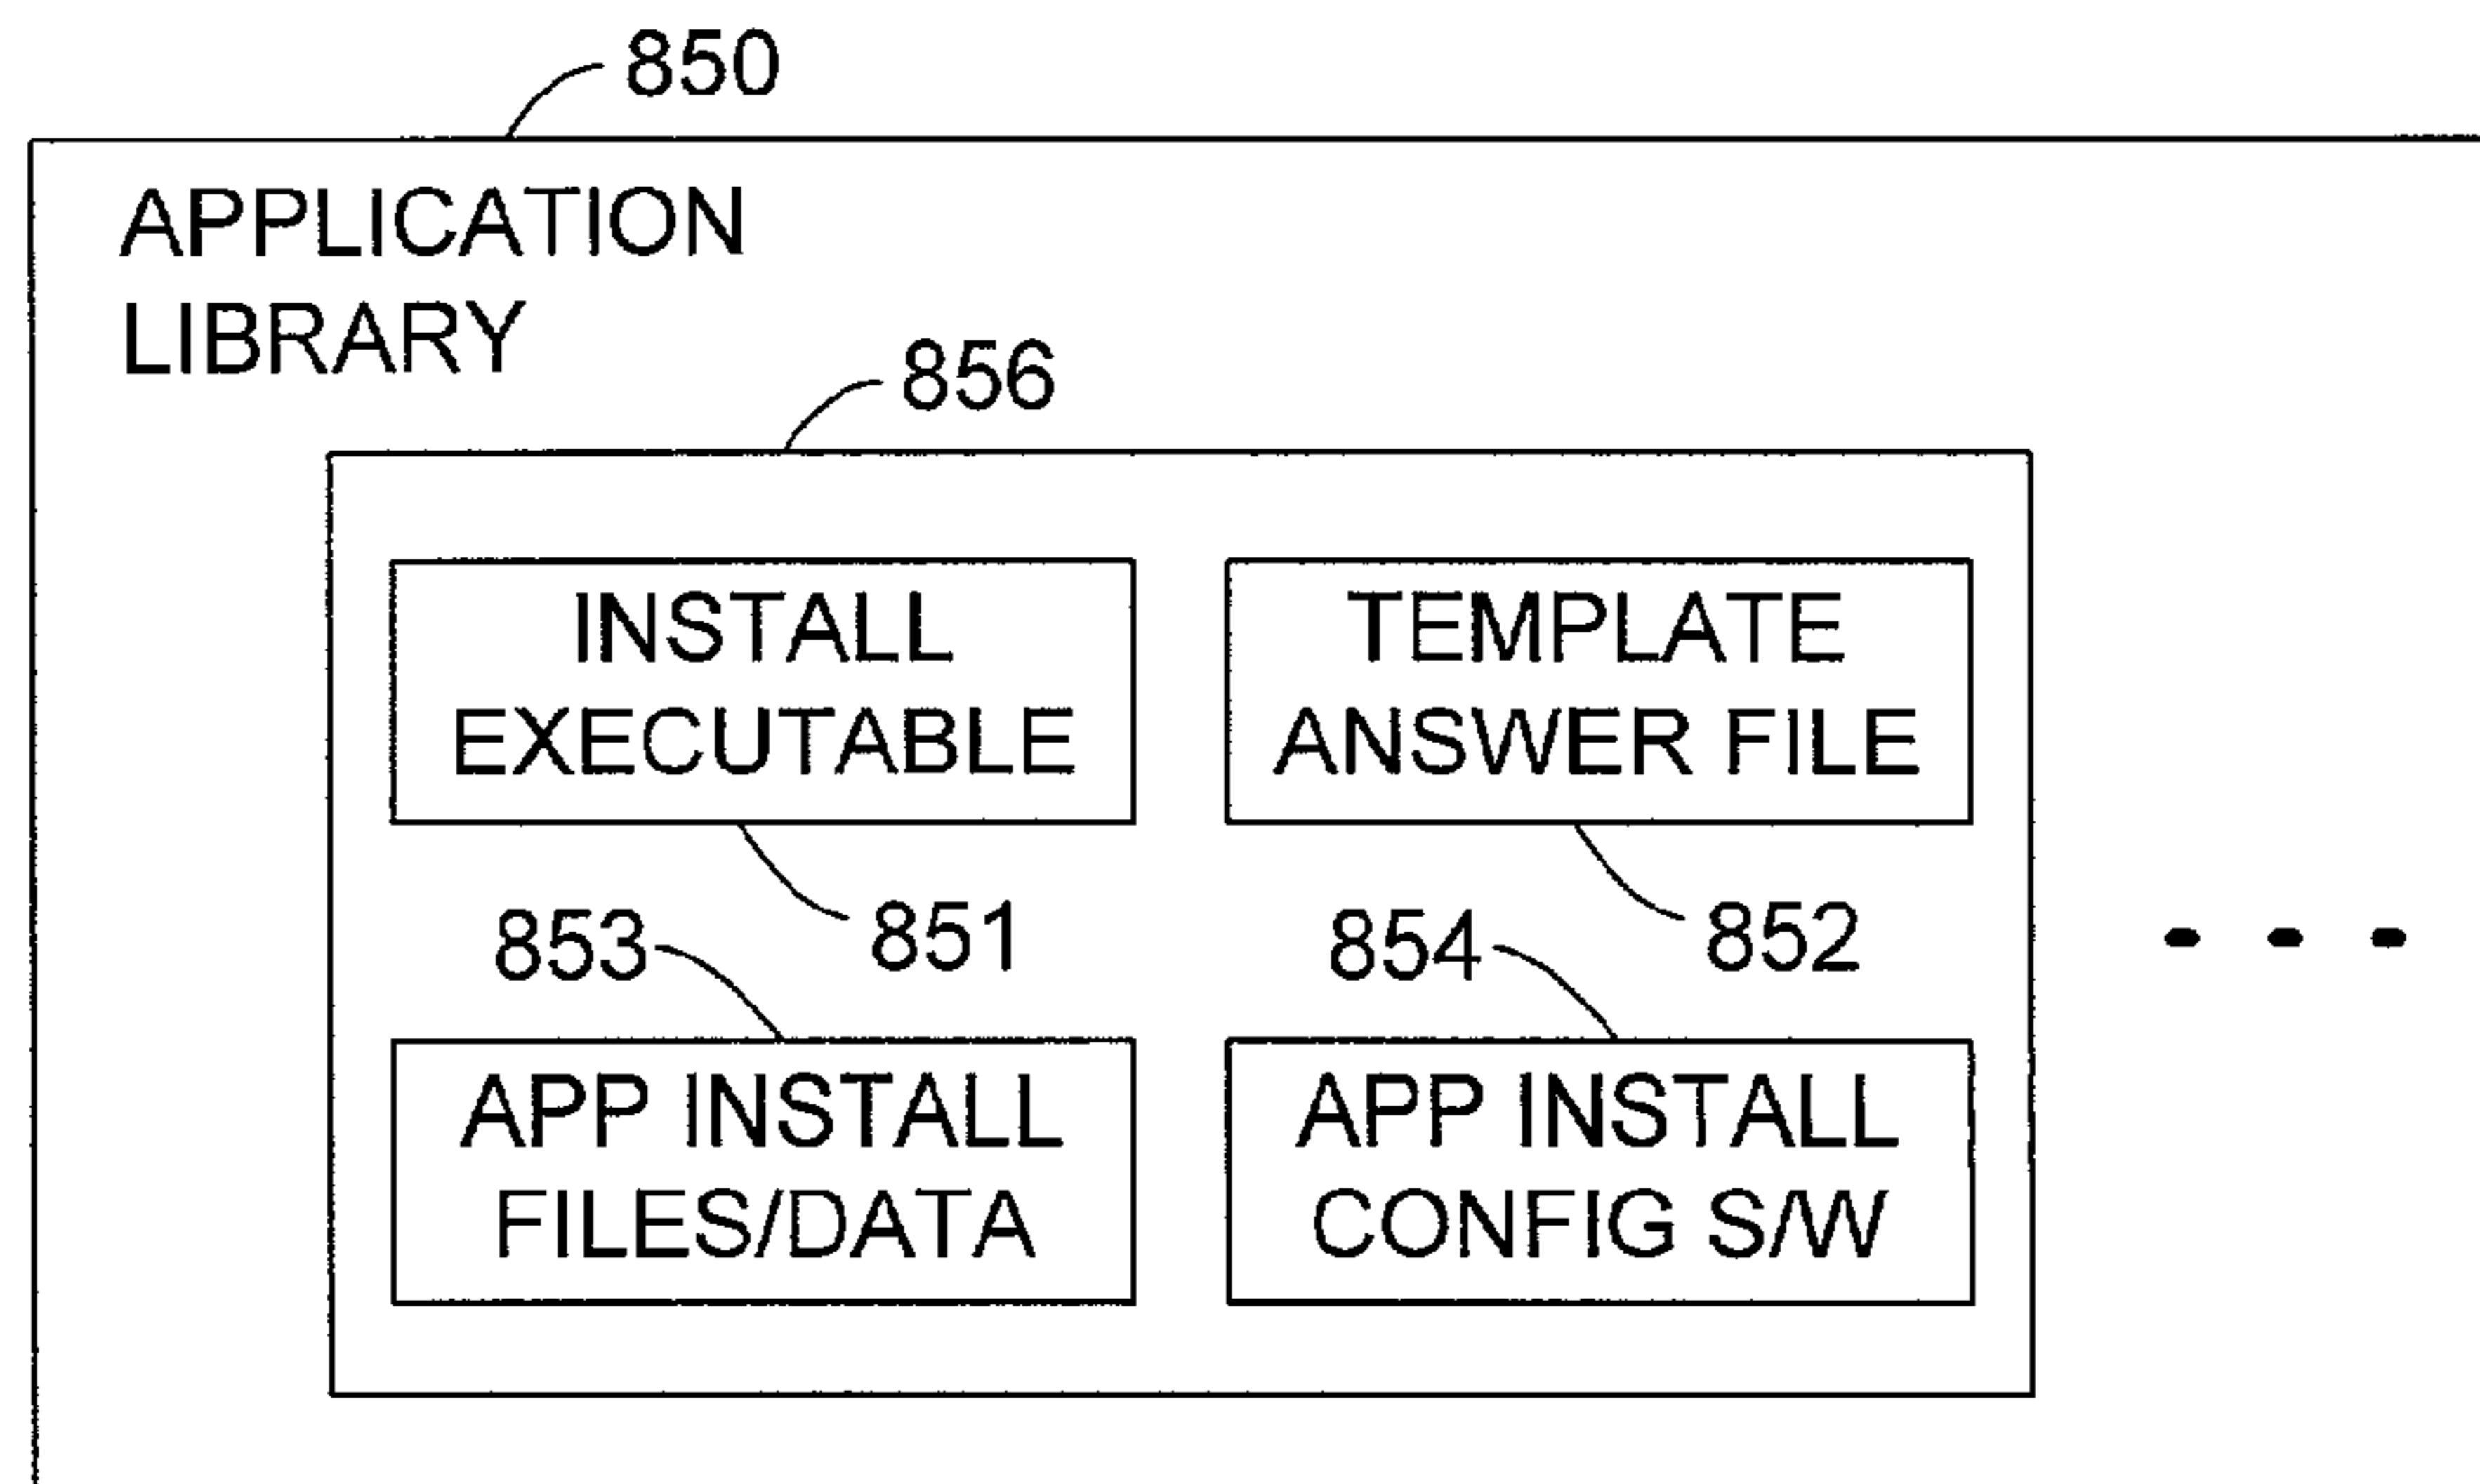 850
APPLICATION
LIBRARY
856
INSTALL
EXECUTABLE
TEMPLATE
ANSWER FILE
851
852
853
854
APP INSTALL
FILES/DATA
APP INSTALL
CONFIG S/W